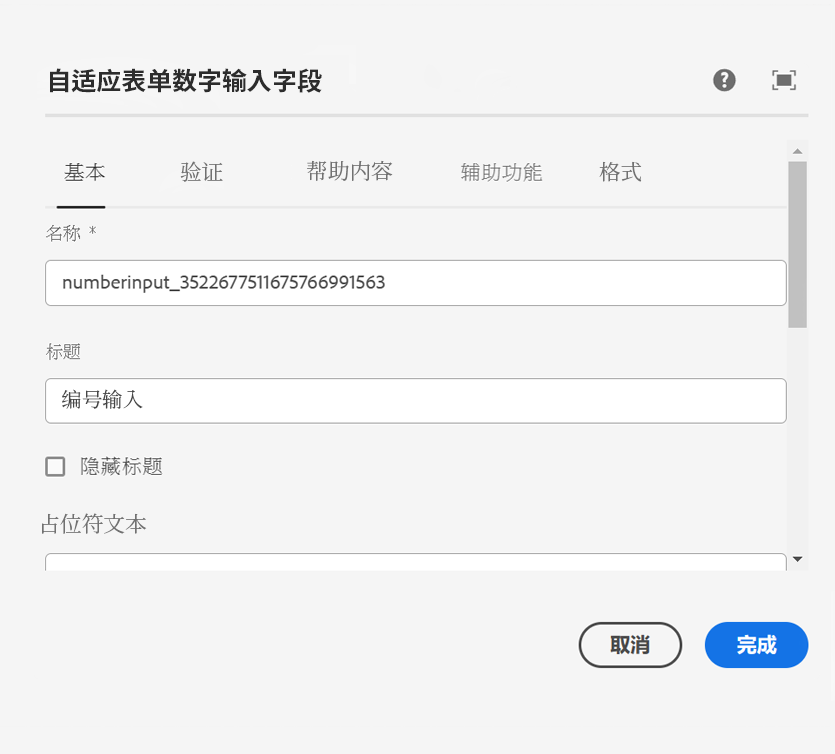 自适应表单数字输入字段
基本 验证 帮助内容 辅助功能 格式
名称 *
numberinput_3522677511675766991563
标题
编号输入
隐藏标题
占位符文本
取消 完成